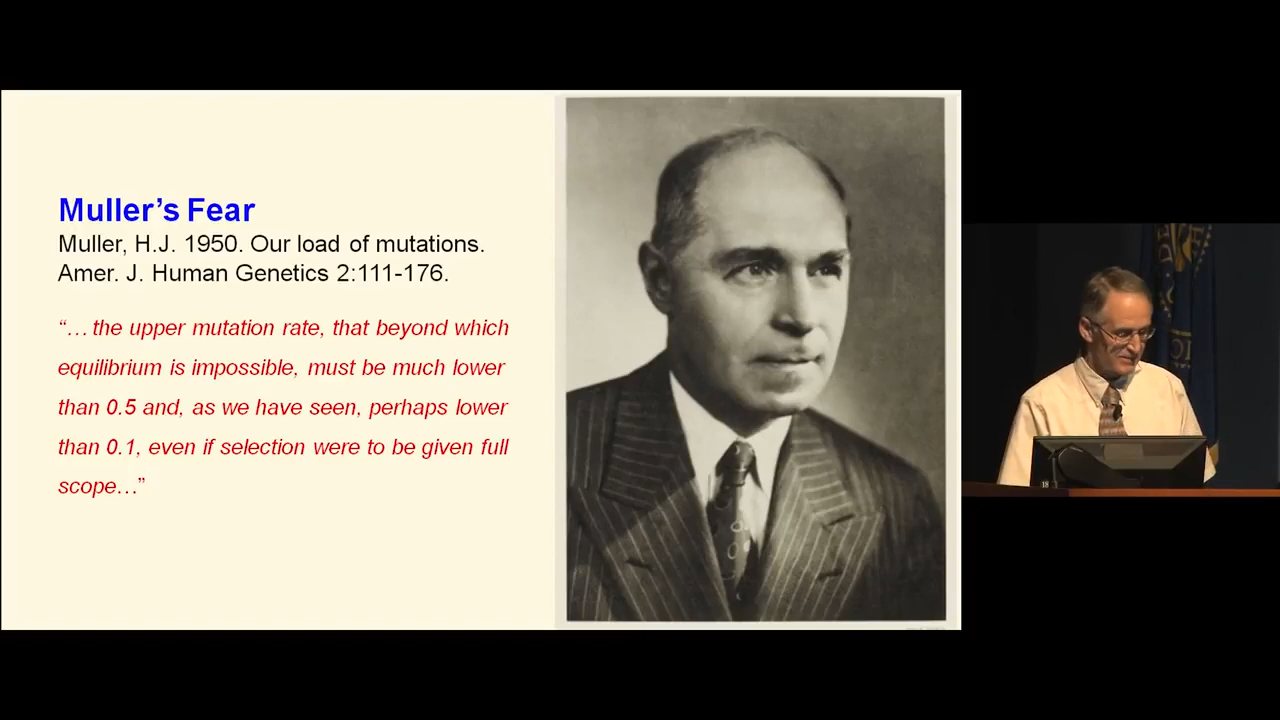 Muller’s Fear
Muller, H.J. 1950. Our load of mutations.
Amer. J. Human Genetics 2:111-176.
“… the upper mutation rate, that beyond which
equilibrium is impossible, must be much lower
than 0.5 and, as we have seen, perhaps lower
than 0.1, even if selection were to be given full
scope…”